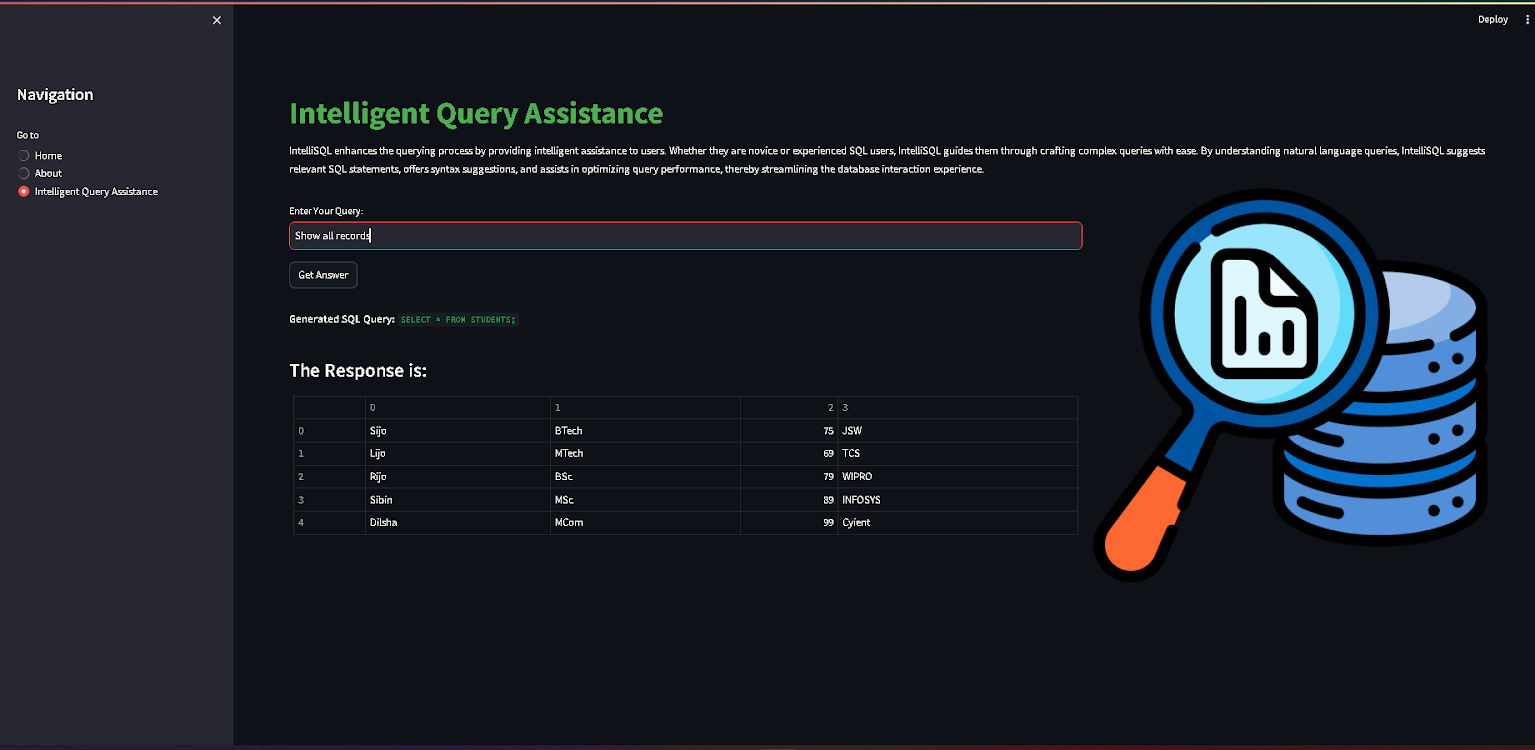 Deploy
Navigation
Go to
Home
About
Intelligent Query Assistance
Intelligent Query Assistance
IntelliSQL enhances the querying process by providing intelligent assistance to users. Whether they are novice or experienced SQL users, IntelliSQL guides them through crafting complex queries with ease. By understanding natural language queries, IntelliSQL suggests
relevant SQL statements, offers syntax suggestions, and assists in optimizing query performance, thereby streamlining the database interaction experience.
Enter Your Query:
Show all records
Get Answer
Generated SQL Query: SELECT * FROM STUDENTS;
The Response is:
0 1 2 3
0 Sijo BTech 75 JSW
1 Lijo MTech 69 TCS
2 Rijo BSc 79 WIPRO
3 Sibin MSc 89 INFOSYS
4 Dilsha MCom 99 Cyient